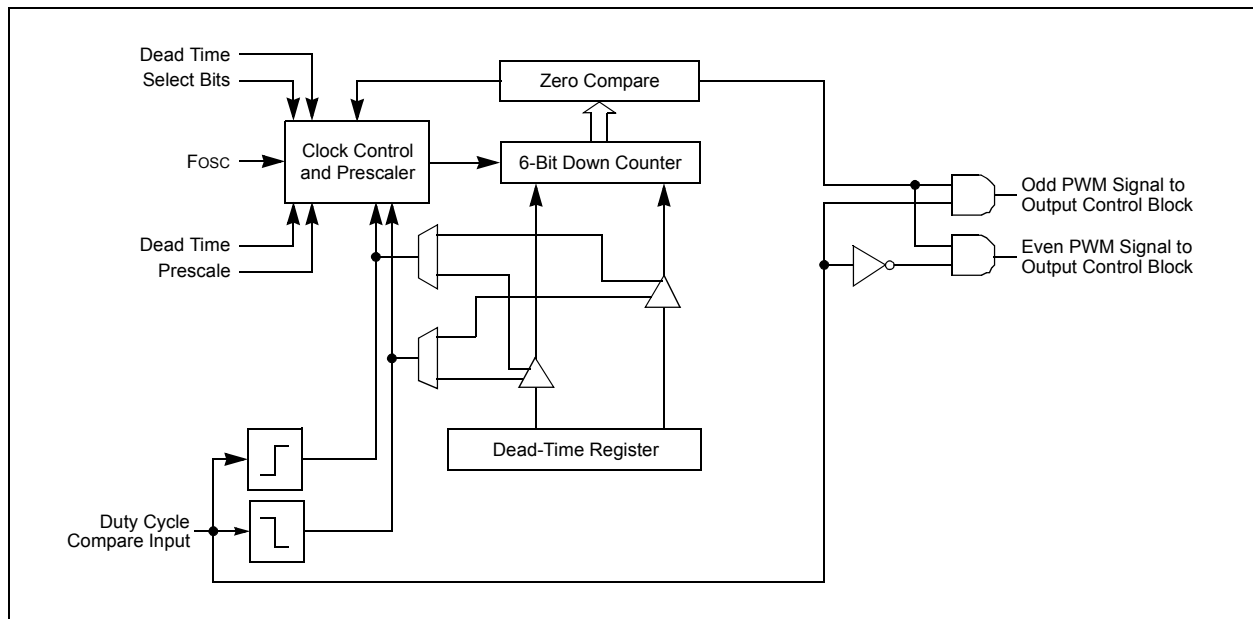 Dead Time
Select Bits
Zero Compare
Clock Control
and Prescaler
FOSC
6-Bit Down Counter
Odd PWM Signal to
Output Control Block
Dead Time
Prescale
Even PWM Signal to
Output Control Block
Dead-Time Register
Duty Cycle
Compare Input